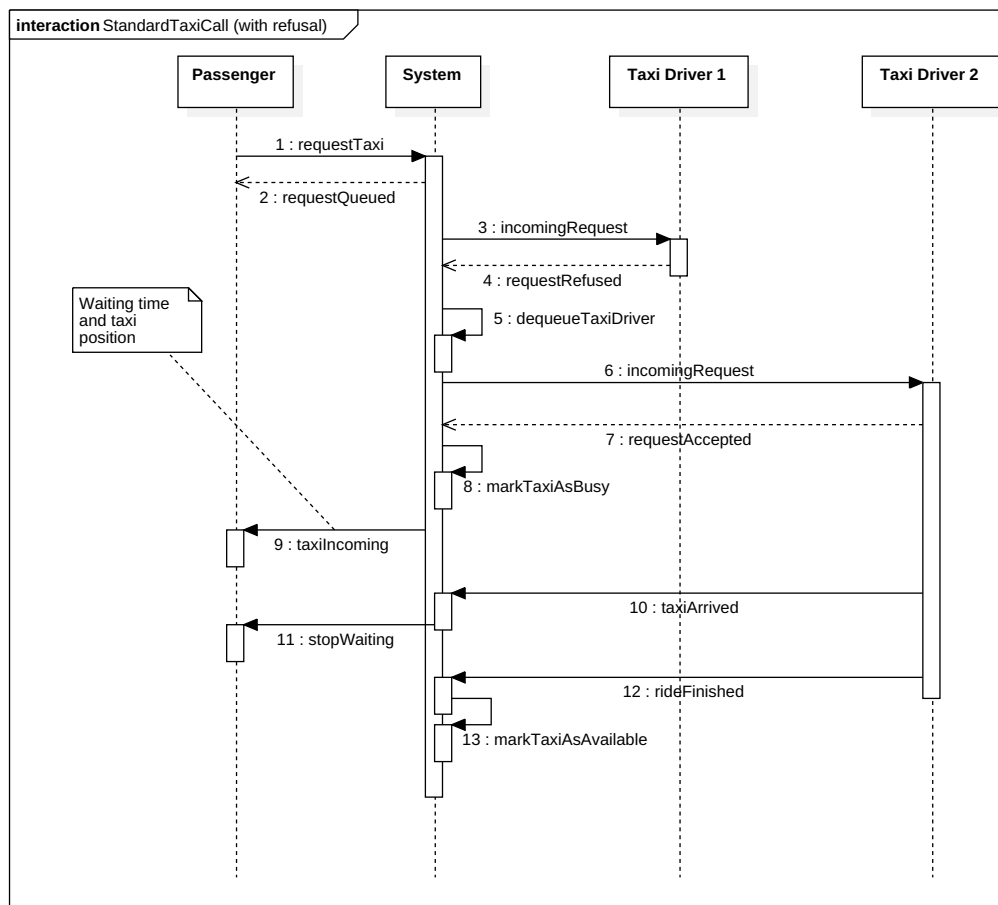 interaction StandardTaxiCall (with refusal)
Passenger
System
Taxi Driver 1
Taxi Driver 2
1 : requestTaxi
2 : requestQueued
3 : incomingRequest
4 : requestRefused
Waiting time
and taxi
position
5 : dequeueTaxiDriver
6 : incomingRequest
7 : requestAccepted
8 : markTaxiAsBusy
9 : taxiIncoming
10 : taxiArrived
11 : stopWaiting
12 : rideFinished
13 : markTaxiAsAvailable